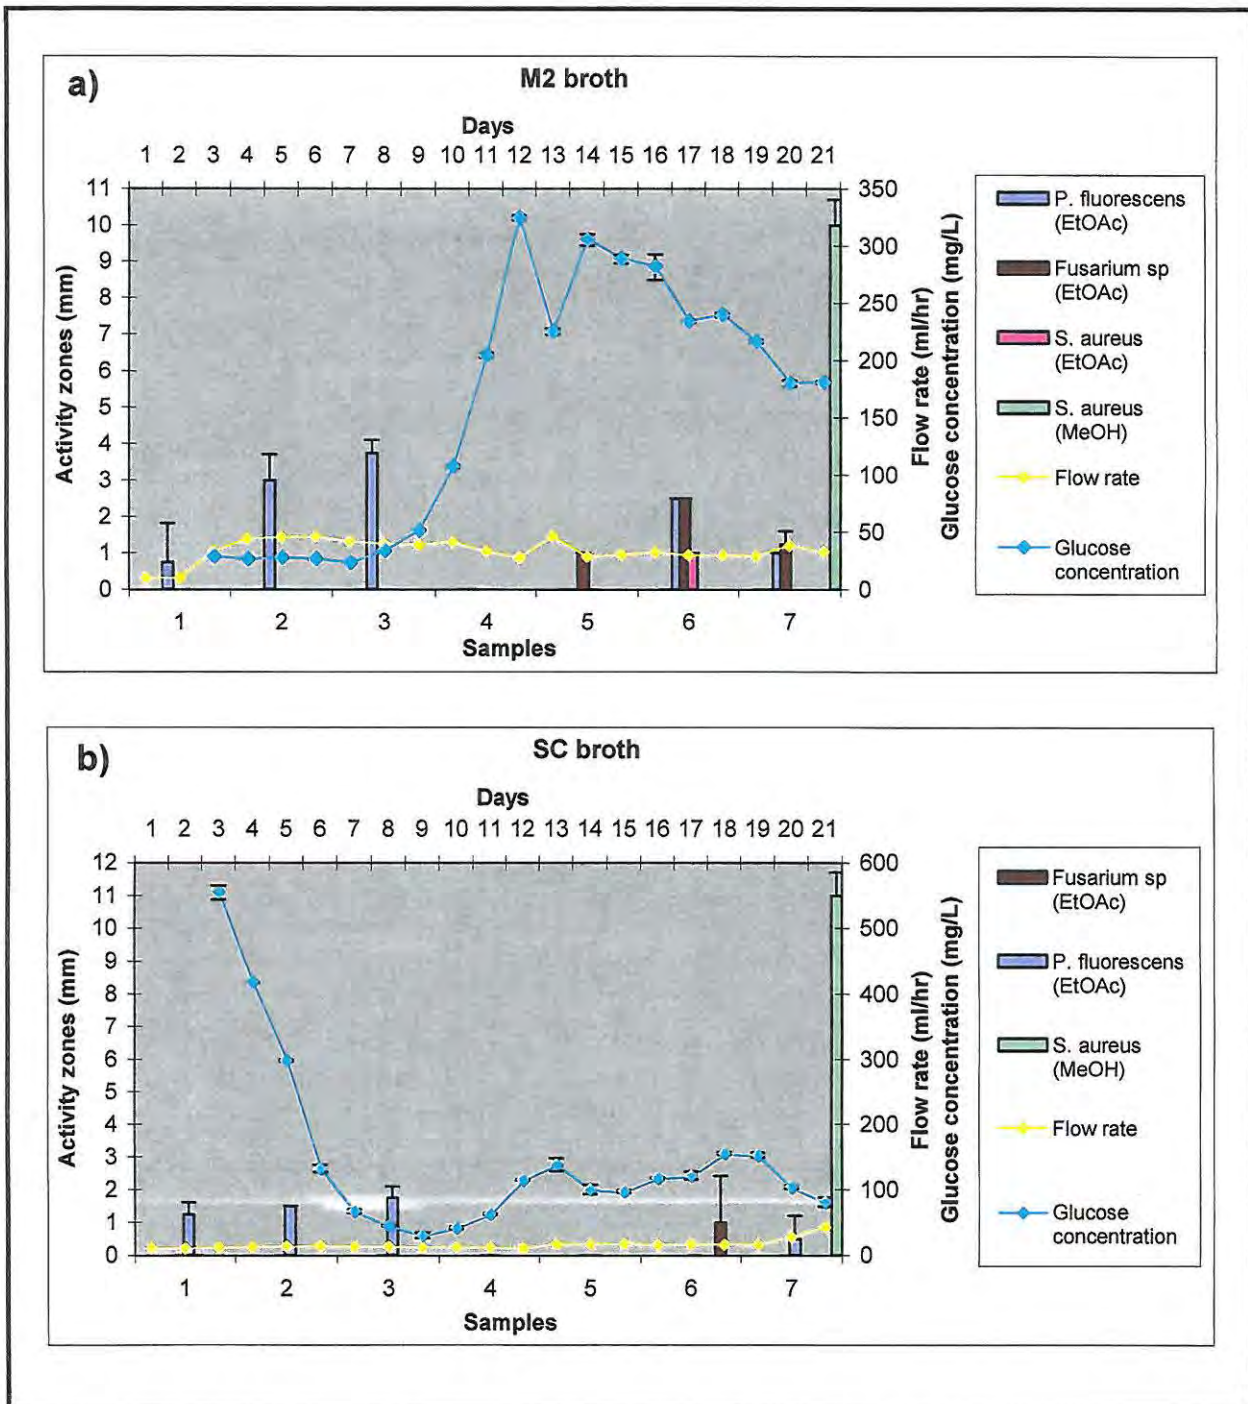 a)
M2 broth
Days
1 2 3 4 5 6 7 8 9 10 11 12 13 14 15 16 17 18 19 20 21
11
10
9
8
7
6
5
4
3
2
1
0
Activity zones (mm)
350
300
250
200
150
100
50
0
Flow rate (ml/hr)
Glucose concentration (mg/L)
1 2 3 4 5 6 7
Samples
P. fluorescens
(EtOAc)
Fusarium sp
(EtOAc)
S. aureus
(EtOAc)
S. aureus
(MeOH)
Flow rate
Glucose
concentration
b)
SC broth
Days
1 2 3 4 5 6 7 8 9 10 11 12 13 14 15 16 17 18 19 20 21
12
11
10
9
8
7
6
5
4
3
2
1
0
Activity zones (mm)
600
500
400
300
200
100
0
Flow rate (ml/hr)
Glucose concentration (mg/L)
1 2 3 4 5 6 7
Samples
Fusarium sp
(EtOAc)
P. fluorescens
(EtOAc)
S. aureus
(MeOH)
Flow rate
Glucose
concentration